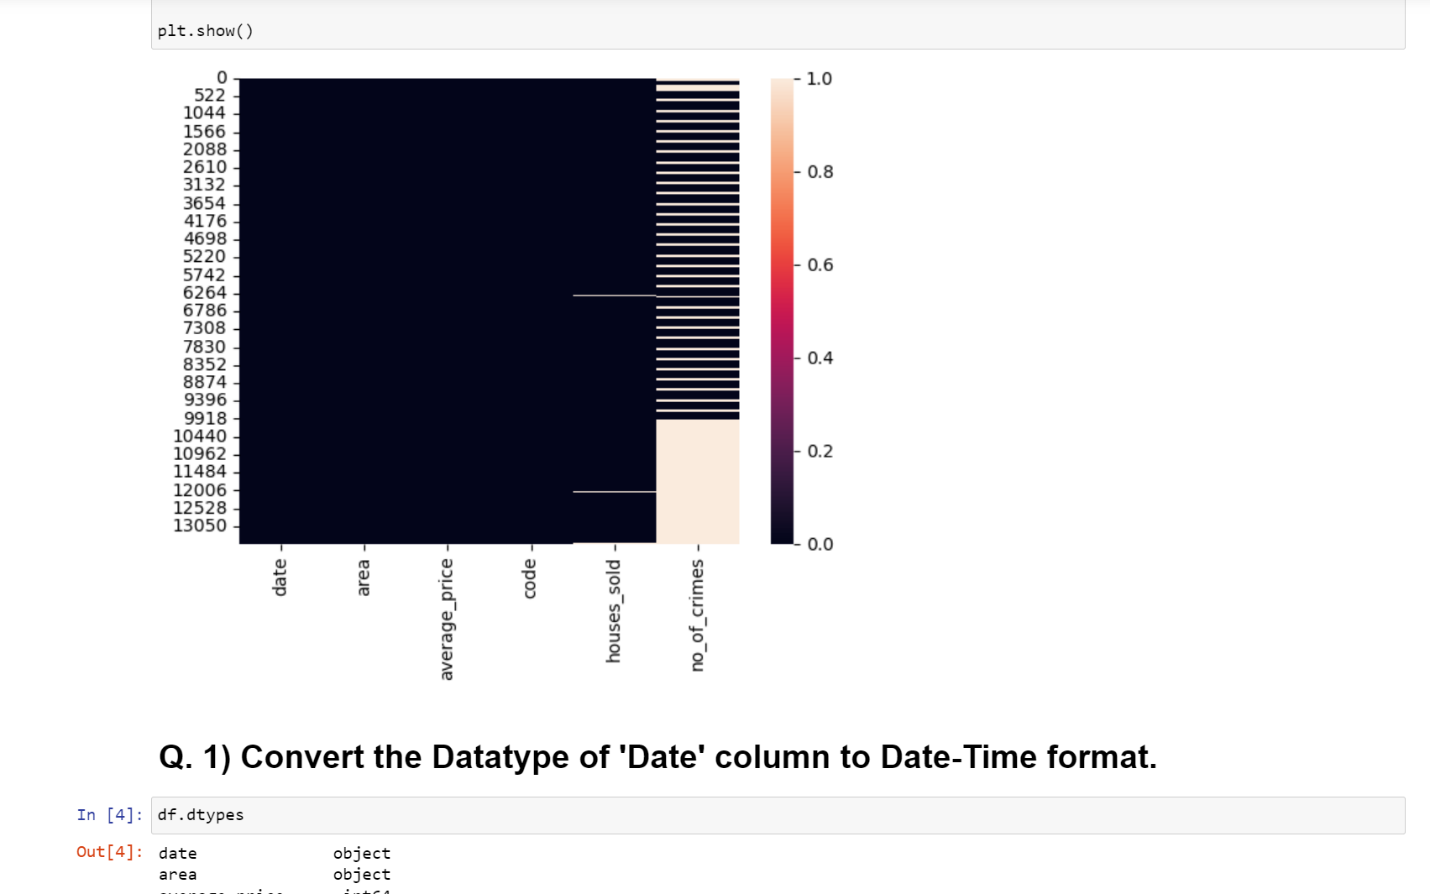 plt.show()
0
522
1044
1566
2088
2610
3132
3654
4176
4698
5220
5742
6264
6786
7308
7830
8352
8874
9396
9918
10440
10962
11484
12006
12528
13050
1.0
0.8
0.6
0.4
0.2
0.0
date
area
average_price
code
houses_sold
no_of_crimes
Q. 1) Convert the Datatype of 'Date' column to Date-Time format.
In [4]: df.dtypes
Out[4]: date object
area object
average_price int64